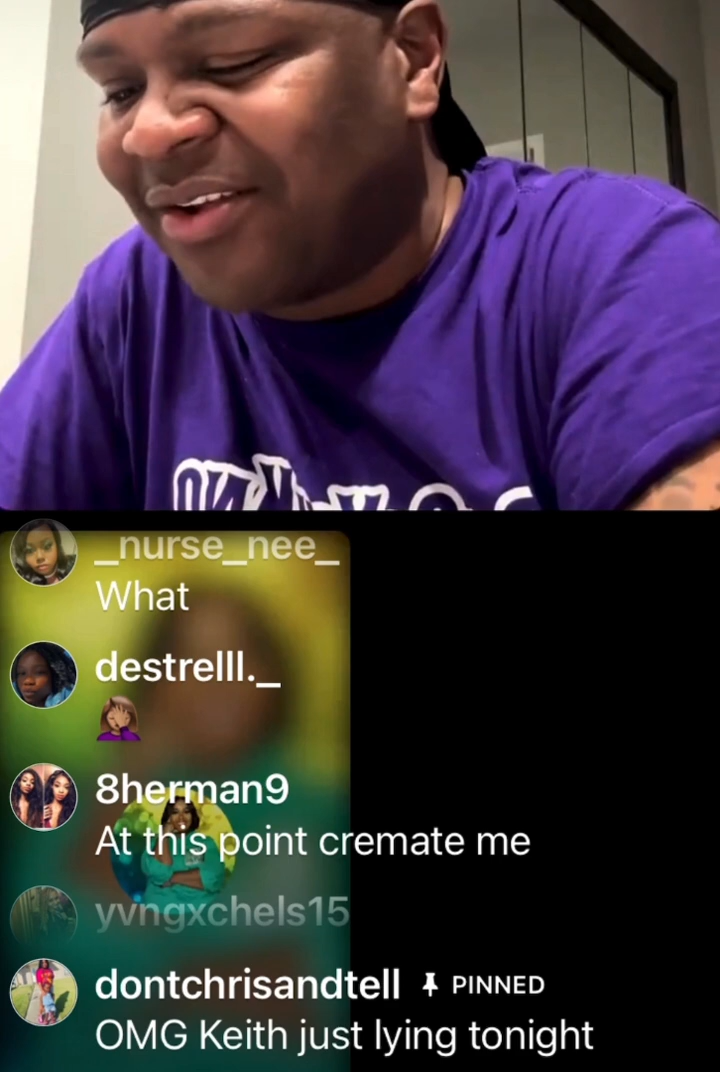 _nurse_nee_
What
destrelll._
8herman9
At this point cremate me
yvngxchels15
dontchrisandtell PINNED
OMG Keith just lying tonight